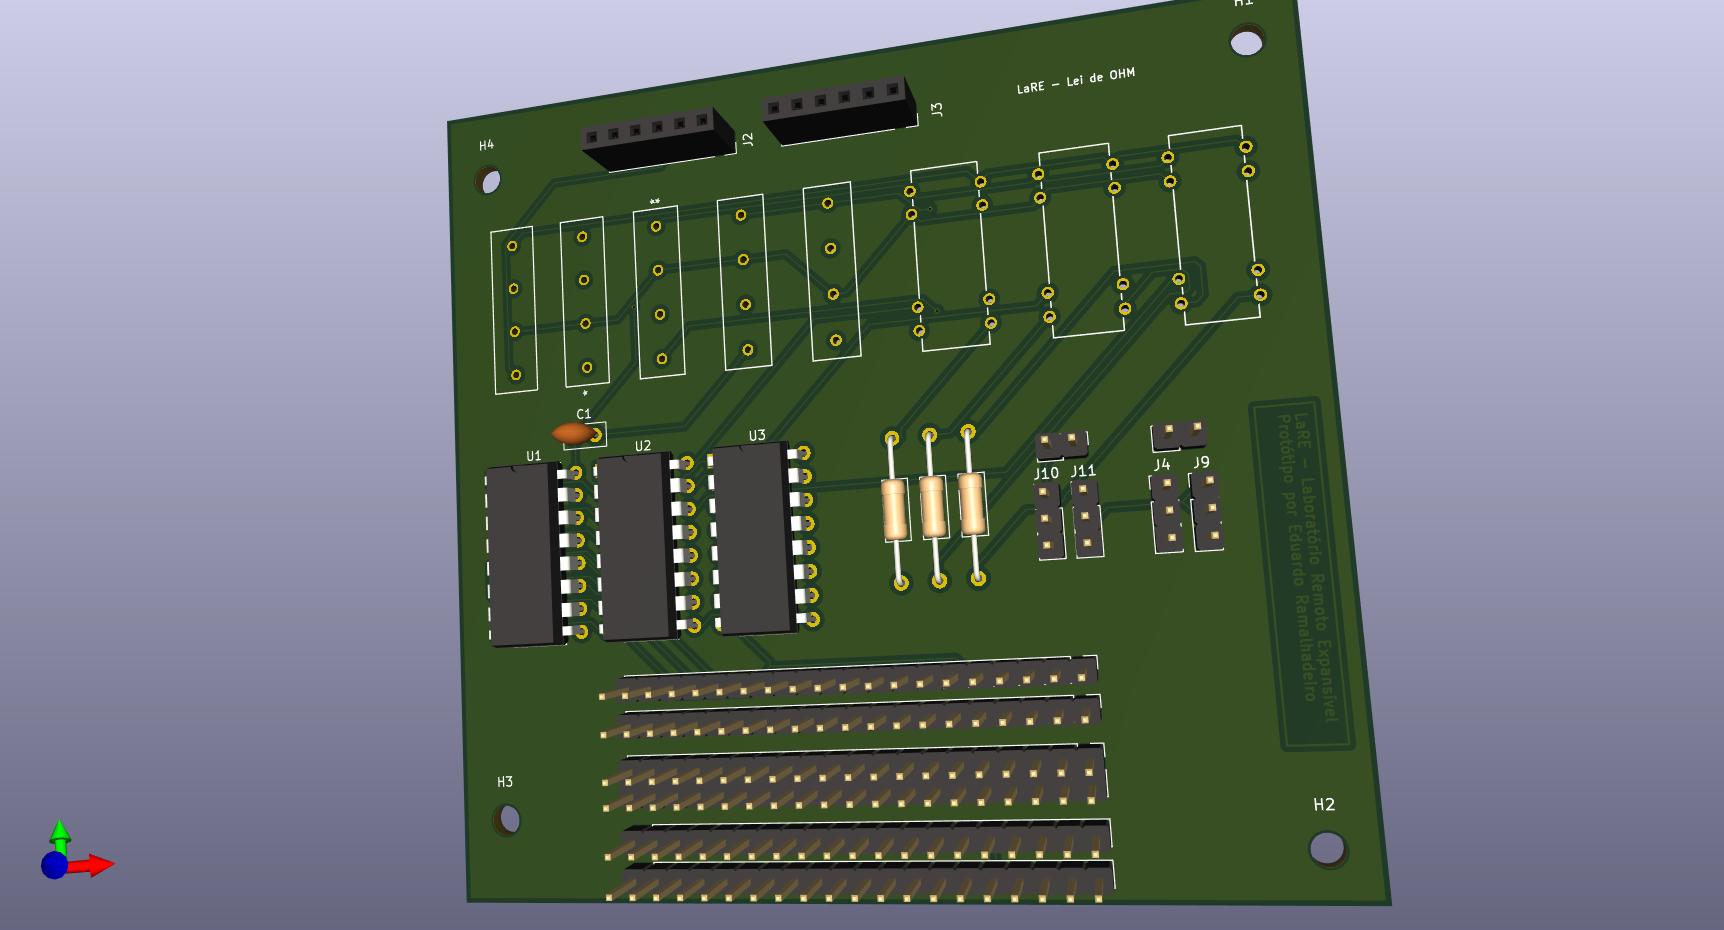 H1
LaRE - Lei de OHM
J3
J2
H4
**
*
C1
U1
U2
U3
J10
J11
J4
J9
LaRE - Laboratório Remoto Expansível
Protótipo por Eduardo Ramalhadeiro
H3
H2